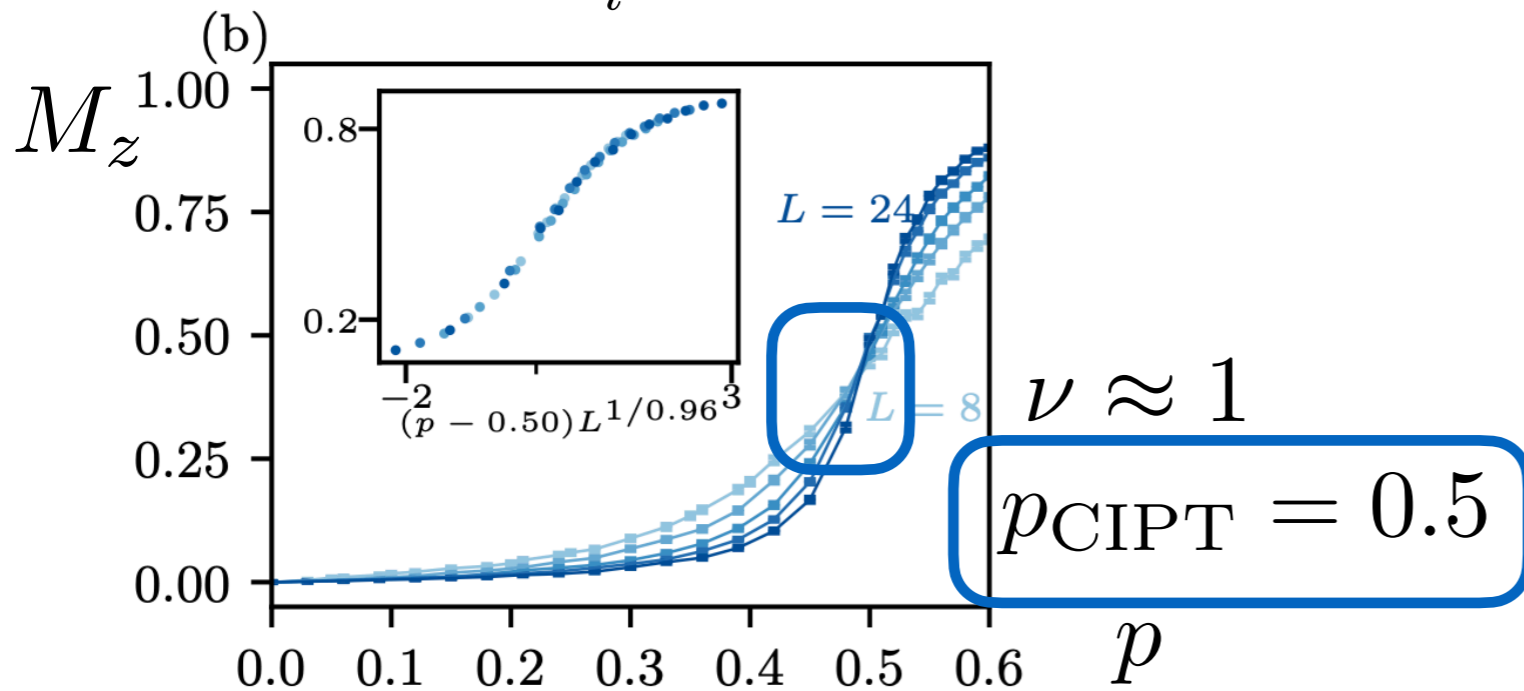 i
(b)
M_z
1.00
0.75
0.50
0.25
0.00
0.8
0.2
−2
3
(p − 0.50)L^{1/0.96}
L = 24
L = 8
ν ≈ 1
p_{CIPT} = 0.5
0.0 0.1 0.2 0.3 0.4 0.5 0.6
p